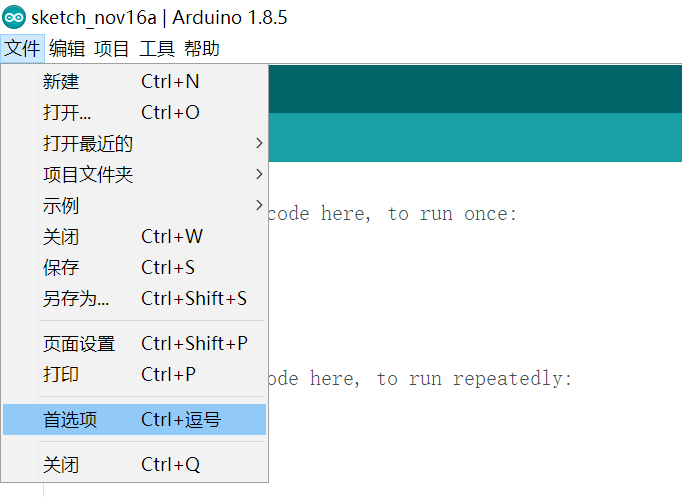 sketch_nov16a | Arduino 1.8.5
文件 编辑 项目 工具 帮助
新建 Ctrl+N
打开... Ctrl+O
打开最近的
项目文件夹
示例
code here, to run once:
关闭 Ctrl+W
保存 Ctrl+S
另存为... Ctrl+Shift+S
页面设置 Ctrl+Shift+P
打印 Ctrl+P
ode here, to run repeatedly:
首选项 Ctrl+逗号
关闭 Ctrl+Q